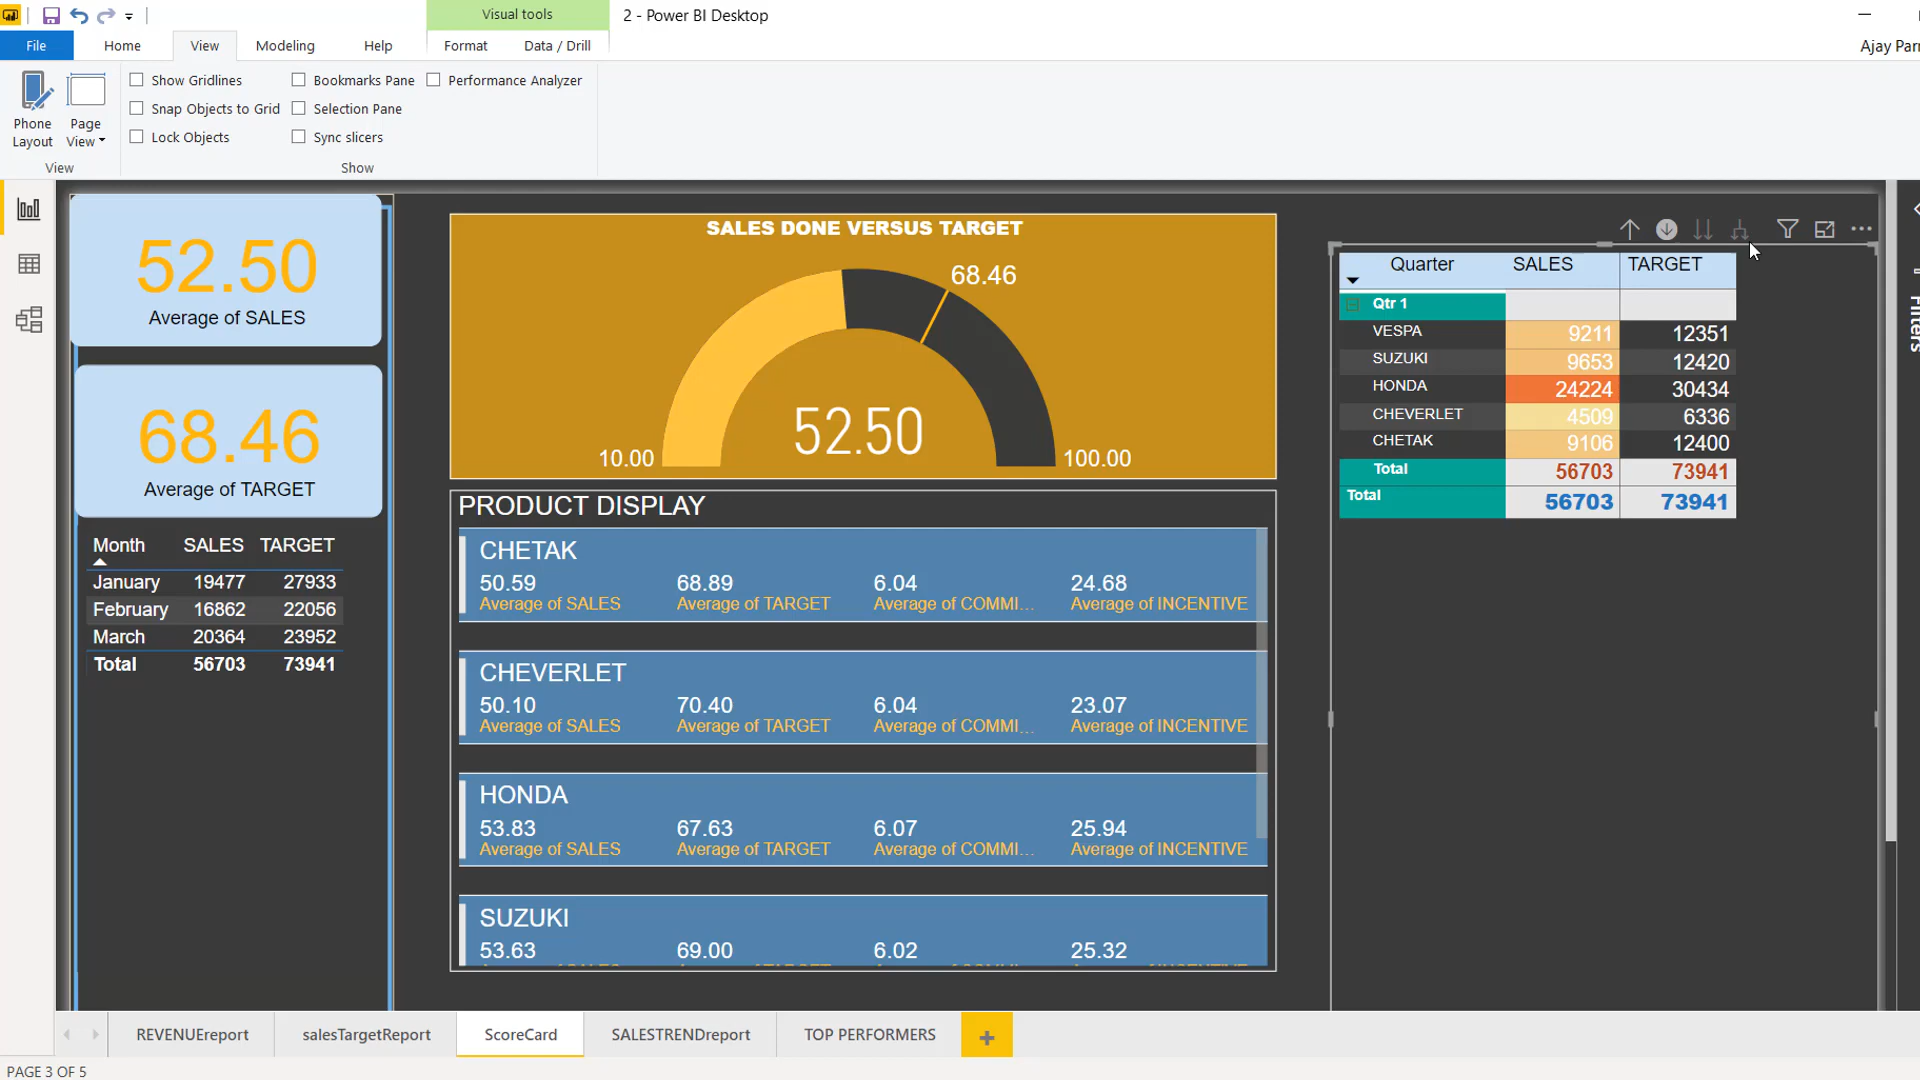 Visual tools
2 - Power BI Desktop
File
Home
View
Modeling
Help
Format
Data / Drill
Ajay Parr
Phone Layout
Page View
Show Gridlines
Snap Objects to Grid
Lock Objects
Bookmarks Pane
Selection Pane
Sync slicers
Performance Analyzer
View
Show
52.50
Average of SALES
68.46
Average of TARGET
Month SALES TARGET
January 19477 27933
February 16862 22056
March 20364 23952
Total 56703 73941
SALES DONE VERSUS TARGET
68.46
52.50
10.00
100.00
PRODUCT DISPLAY
CHETAK
50.59 68.89 6.04 24.68
Average of SALES Average of TARGET Average of COMMI... Average of INCENTIVE
CHEVERLET
50.10 70.40 6.04 23.07
Average of SALES Average of TARGET Average of COMMI... Average of INCENTIVE
HONDA
53.83 67.63 6.07 25.94
Average of SALES Average of TARGET Average of COMMI... Average of INCENTIVE
SUZUKI
53.63 69.00 6.02 25.32
Quarter SALES TARGET
Qtr 1
VESPA 9211 12351
SUZUKI 9653 12420
HONDA 24224 30434
CHEVERLET 4509 6336
CHETAK 9106 12400
Total 56703 73941
Total 56703 73941
Filters
REVENUEreport
salesTargetReport
ScoreCard
SALESTRENDreport
TOP PERFORMERS
+
PAGE 3 OF 5